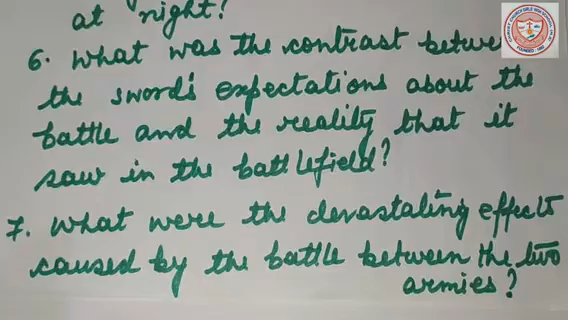 at night?
6. What was the contrast betwe
the sword's expectations about the
battle and the reality that it
saw in the battlefield?
7. What were the devastating effects
caused by the battle between the two
armies?